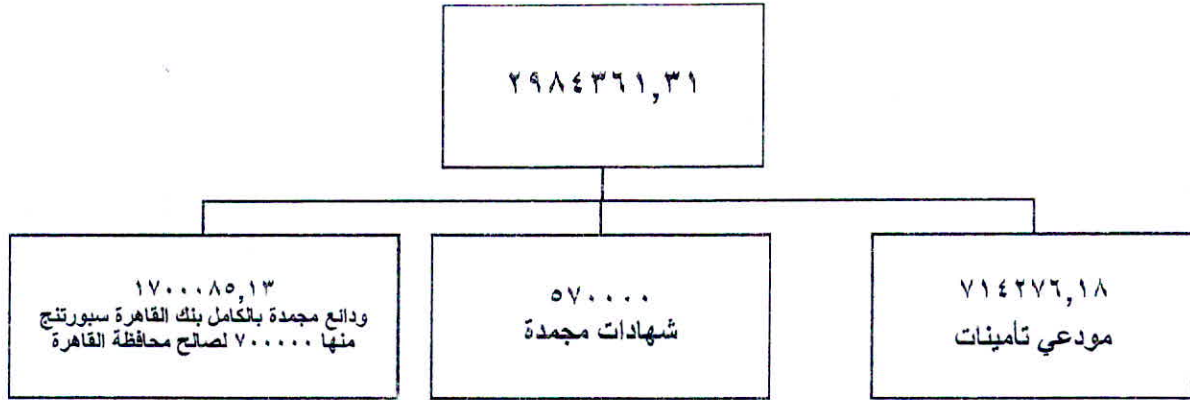 ٢٩٨٤٣٦١,٣١
٧١٤٢٧٦,١٨
مودعي تأمينات
٥٧٠٠٠٠
شهادات مجمدة
١٧٠٠٠٨٥,١٣
ودائع مجمدة بالكامل بنك القاهرة سبورتنج
منها ٧٠٠٠٠٠ لصالح محافظة القاهرة